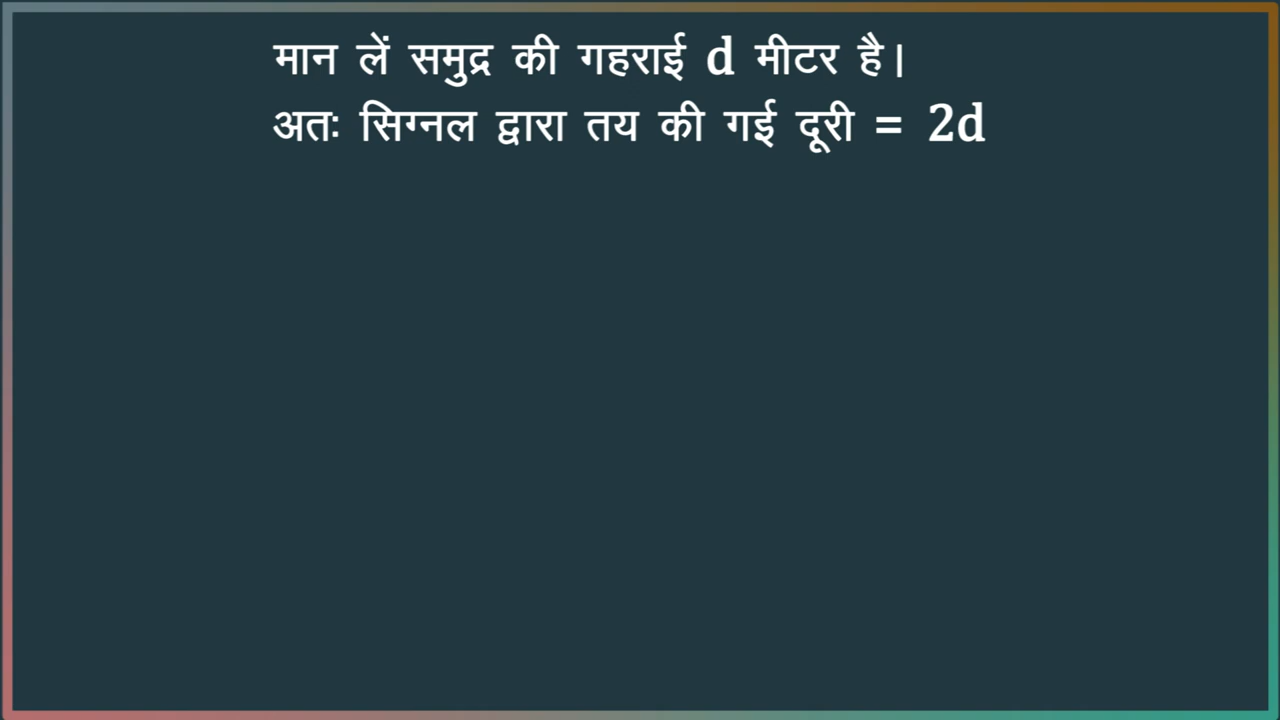 मान लें समुद्र की गहराई d मीटर है।
अतः सिग्नल द्वारा तय की गई दूरी = 2d